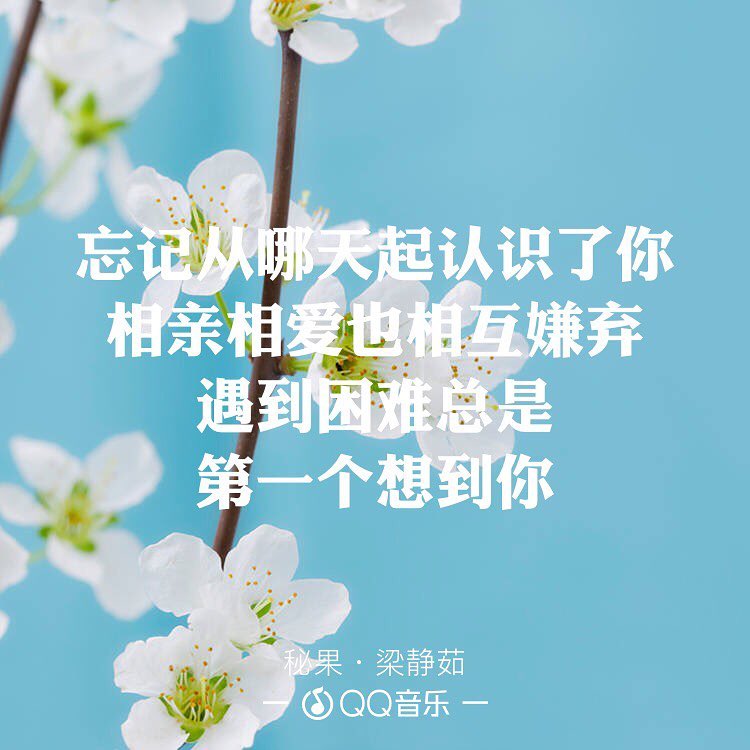 忘记从哪天起认识了你
相亲相爱也相互嫌弃
遇到困难总是
第一个想到你
秘果·梁静茹
QQ音乐